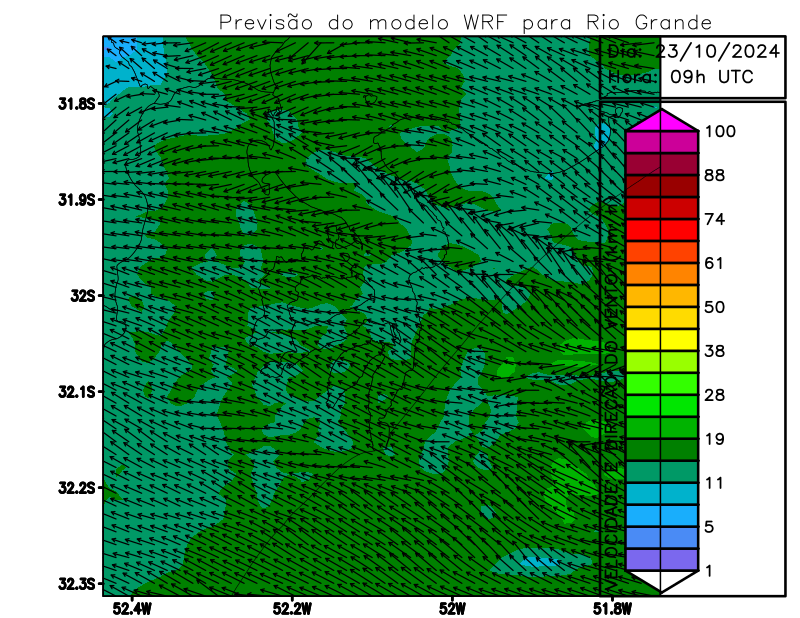 Previsão do modelo WRF para Rio Grande
Dia: 23/10/2024
Hora: 09h UTC
31.8S
31.9S
32S
32.1S
32.2S
32.3S
52.4W
52.2W
52W
51.8W
VELOCIDADE E DIREÇÃO DO VENTO (km/h)
100
88
74
61
50
38
28
19
11
5
1